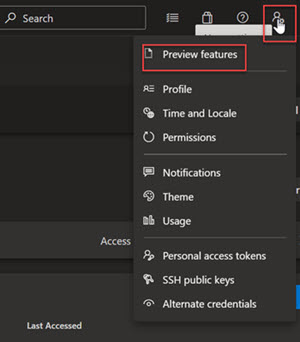 Search
Preview features
Profile
Time and Locale
Permissions
Notifications
Theme
Usage
Access
Personal access tokens
SSH public keys
Alternate credentials
Last Accessed